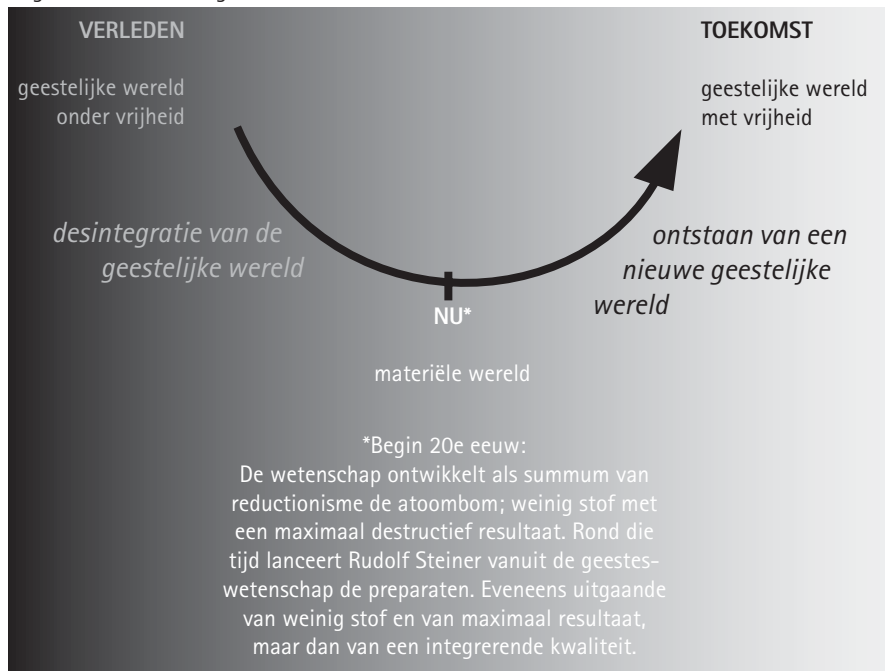 VERLEDEN
geestelijke wereld
onder vrijheid
TOEKOMST
geestelijke wereld
met vrijheid
desintegratie van de
geestelijke wereld
ontstaan van een
nieuwe geestelijke
wereld
NU*
materiële wereld
*Begin 20e eeuw:
De wetenschap ontwikkelt als summum van
reductionisme de atoombom; weinig stof met
een maximaal destructief resultaat. Rond die
tijd lanceert Rudolf Steiner vanuit de geestes-
wetenschap de preparaten. Eveneens uitgaande
van weinig stof en van maximaal resultaat,
maar dan van een integrerende kwaliteit.